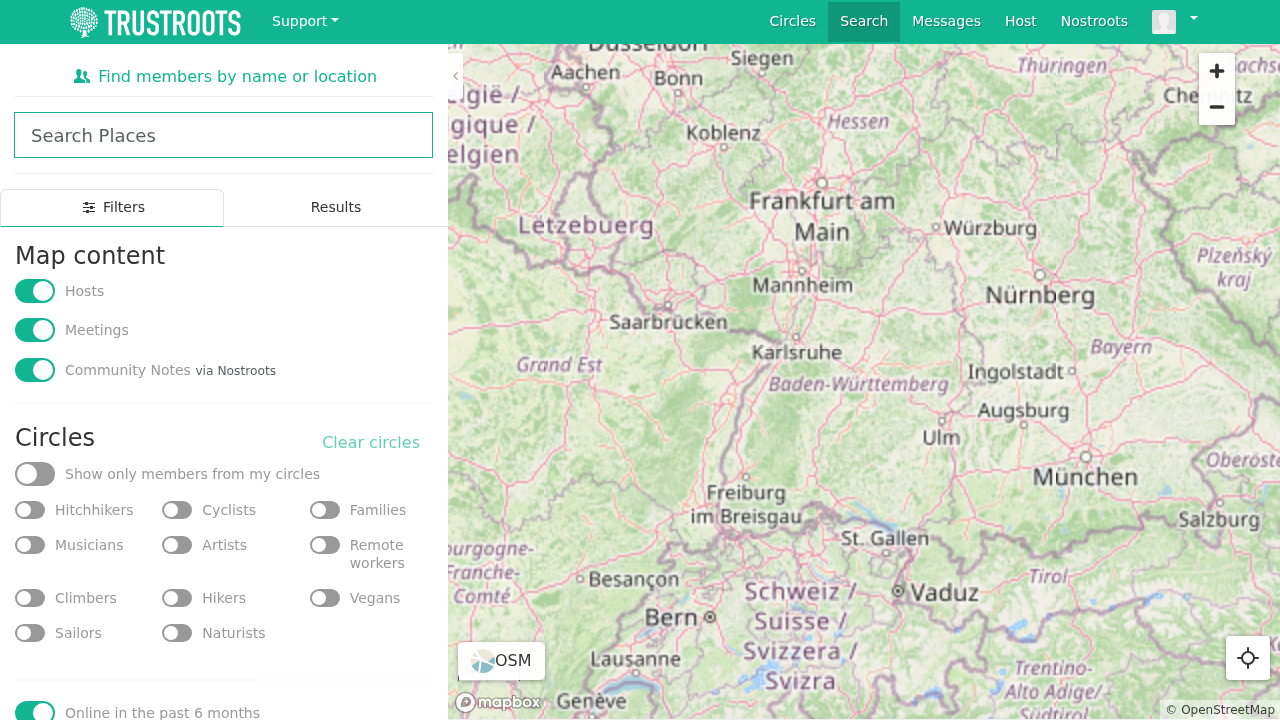 TRUSTROOTS
Support
Circles
Search
Messages
Host
Nostroots
Find members by name or location
Search Places
Filters
Results
Map content
Hosts
Meetings
Community Notes via Nostroots
Circles
Clear circles
Show only members from my circles
Hitchhikers
Cyclists
Families
Musicians
Artists
Remote
workers
Climbers
Hikers
Vegans
Sailors
Naturists
Online in the past 6 months
Düsseldorf
Siegen
Thüringen
Aachen
Bonn
Chemnitz
Koblenz
Hessen
Frankfurt am
Main
Lëtzebuerg
Würzburg
Plzeňský
kraj
Mannheim
Nürnberg
Saarbrücken
Karlsruhe
Bayern
Grand Est
Baden-Württemberg
Ingolstadt
Augsburg
Ulm
München
Freiburg
im Breisgau
Salzburg
St. Gallen
Besançon
Tirol
Vaduz
Schweiz /
Suisse /
Svizzera /
Svizra
Bern
Lausanne
Genève
Franche-
Comté
Trentino-
Alto Adige/
OSM
mapbox
© OpenStreetMap